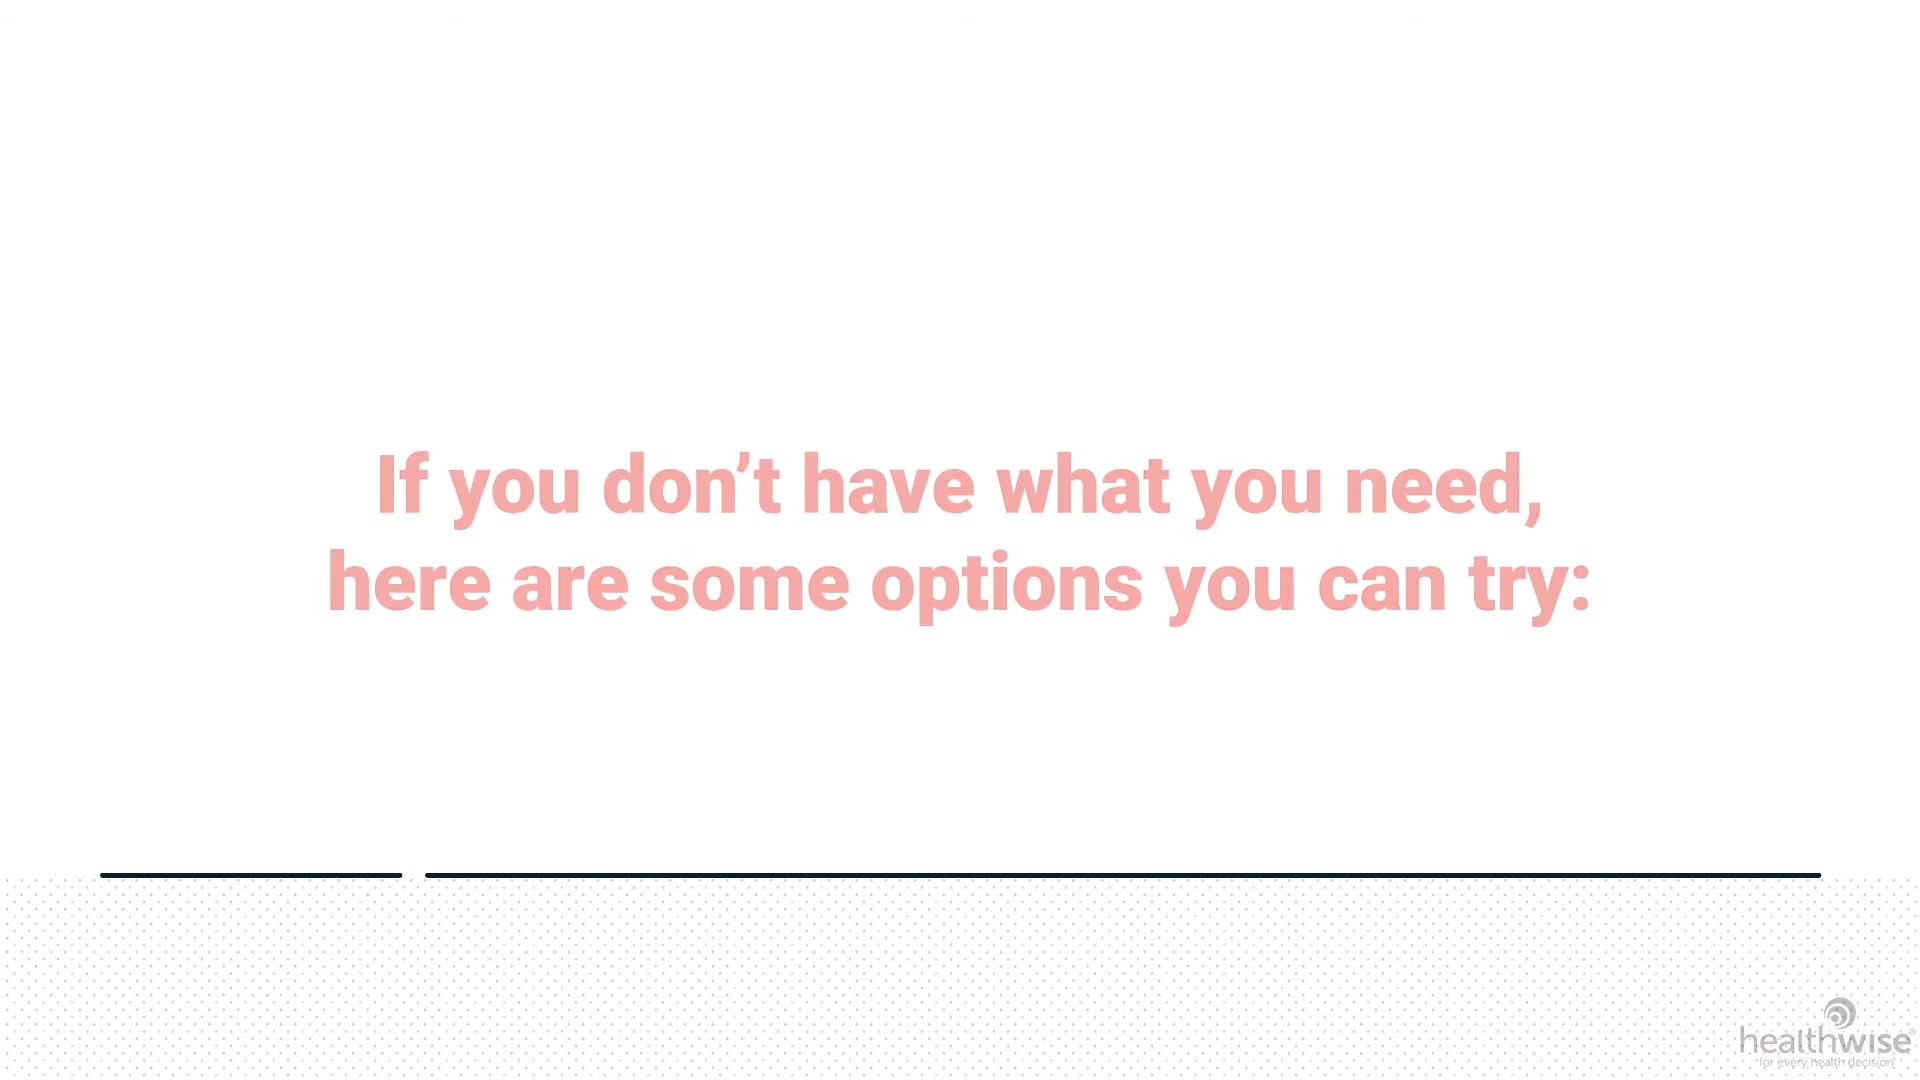 If you don’t have what you need,
here are some options you can try:
healthwise®
for every health decision